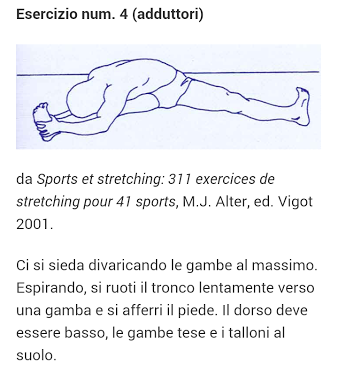 Esercizio num. 4 (adduttori)
da Sports et stretching: 311 exercices de
stretching pour 41 sports, M.J. Alter, ed. Vigot
2001.
Ci si sieda divaricando le gambe al massimo.
Espirando, si ruoti il tronco lentamente verso
una gamba e si afferri il piede. Il dorso deve
essere basso, le gambe tese e i talloni al
suolo.